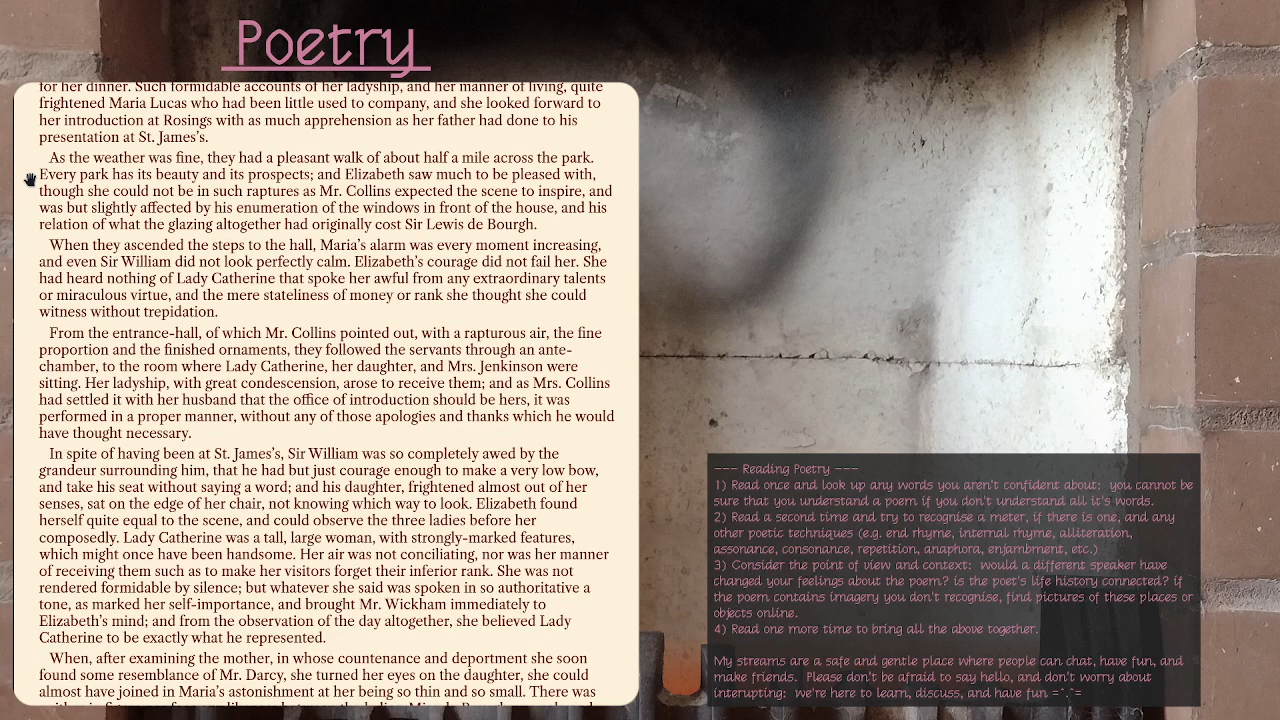 Poetry
for her dinner. Such formidable accounts of her ladyship, and her manner of living, quite
frightened Maria Lucas who had been little used to company, and she looked forward to
her introduction at Rosings with as much apprehension as her father had done to his
presentation at St. James's.
As the weather was fine, they had a pleasant walk of about half a mile across the park.
Every park has its beauty and its prospects; and Elizabeth saw much to be pleased with,
though she could not be in such raptures as Mr. Collins expected the scene to inspire, and
was but slightly affected by his enumeration of the windows in front of the house, and his
relation of what the glazing altogether had originally cost Sir Lewis de Bourgh.
When they ascended the steps to the hall, Maria's alarm was every moment increasing,
and even Sir William did not look perfectly calm. Elizabeth's courage did not fail her. She
had heard nothing of Lady Catherine that spoke her awful from any extraordinary talents
or miraculous virtue, and the mere stateliness of money or rank she thought she could
witness without trepidation.
From the entrance-hall, of which Mr. Collins pointed out, with a rapturous air, the fine
proportion and the finished ornaments, they followed the servants through an ante-
chamber, to the room where Lady Catherine, her daughter, and Mrs. Jenkinson were
sitting. Her ladyship, with great condescension, arose to receive them; and as Mrs. Collins
had settled it with her husband that the office of introduction should be hers, it was
performed in a proper manner, without any of those apologies and thanks which he would
have thought necessary.
In spite of having been at St. James's, Sir William was so completely awed by the
grandeur surrounding him, that he had but just courage enough to make a very low bow,
and take his seat without saying a word; and his daughter, frightened almost out of her
senses, sat on the edge of her chair, not knowing which way to look. Elizabeth found
herself quite equal to the scene, and could observe the three ladies before her
composedly. Lady Catherine was a tall, large woman, with strongly-marked features,
which might once have been handsome. Her air was not conciliating, nor was her manner
of receiving them such as to make her visitors forget their inferior rank. She was not
rendered formidable by silence; but whatever she said was spoken in so authoritative a
tone, as marked her self-importance, and brought Mr. Wickham immediately to
Elizabeth's mind; and from the observation of the day altogether, she believed Lady
Catherine to be exactly what he represented.
When, after examining the mother, in whose countenance and deportment she soon
found some resemblance of Mr. Darcy, she turned her eyes on the daughter, she could
almost have joined in Maria's astonishment at her being so thin and so small. There was
--- Reading Poetry ---
1) Read once and look up any words you aren't confident about: you cannot be
sure that you understand a poem if you don't understand all it's words.
2) Read a second time and try to recognise a meter, if there is one, and any
other poetic techniques (e.g. end rhyme, internal rhyme, alliteration,
assonance, consonance, repetition, anaphora, enjambment, etc.)
3) Consider the point of view and context: would a different speaker have
changed your feelings about the poem? is the poet's life history connected? if
the poem contains imagery you don't recognise, find pictures of these places or
objects online.
4) Read one more time to bring all the above together.
My streams are a safe and gentle place where people can chat, have fun, and
make friends. Please don't be afraid to say hello, and don't worry about
interrupting: we're here to learn, discuss, and have fun =^.^=